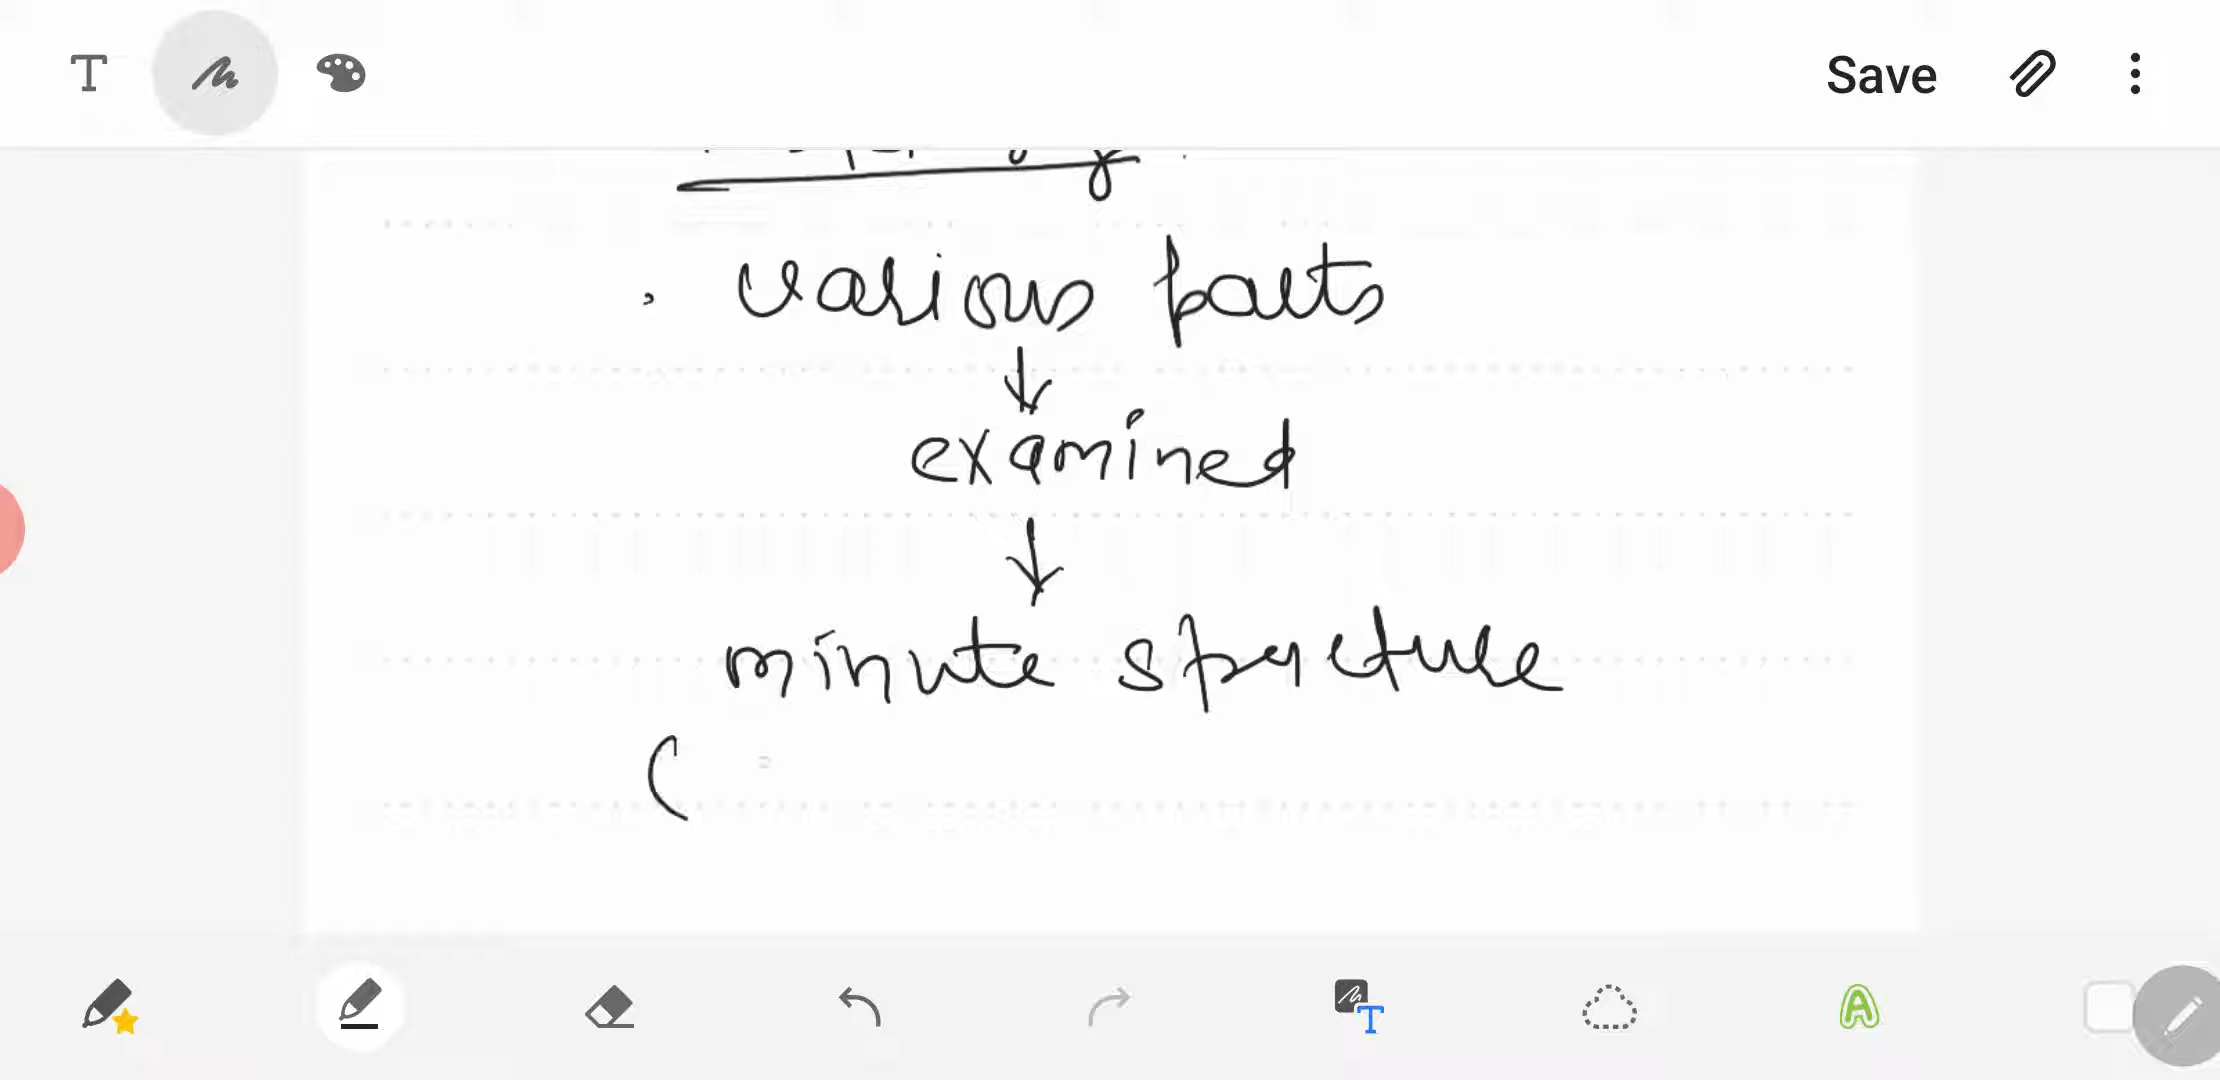 Save
various parts
↓
examined
↓
minute structure
(